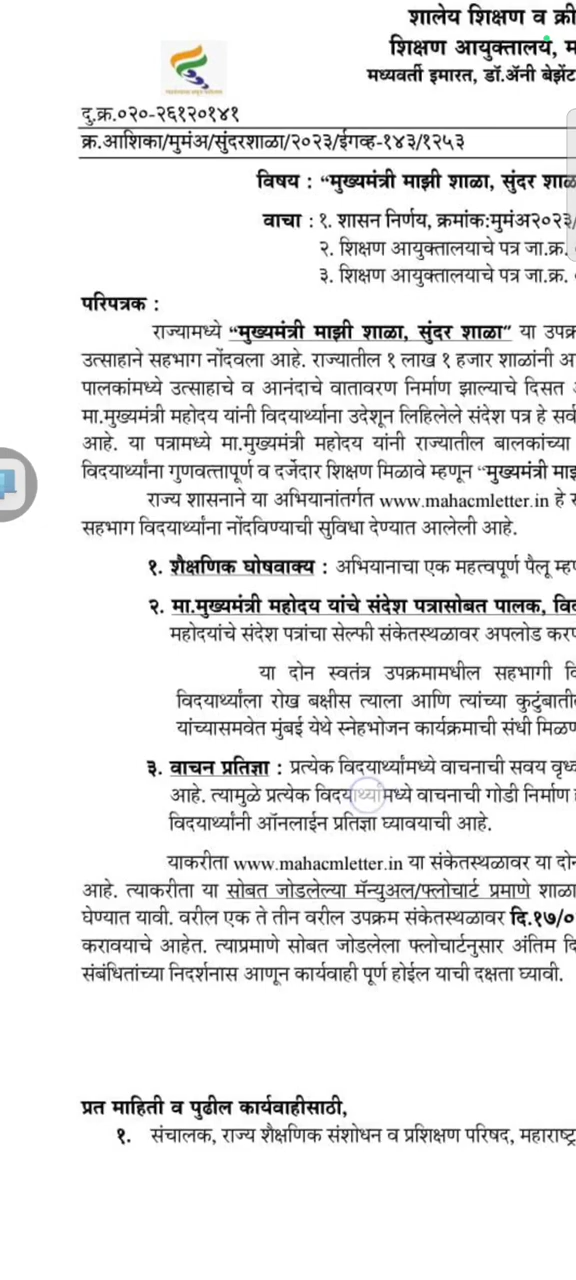 शालेय शिक्षण व क्री
शिक्षण आयुक्तालय, म
मध्यवर्ती इमारत, डॉ.ॲनी बेझेंट
दु.क्र.०२०-२६१२०१४१
क्र.आशिका/मुमंअ/सुंदरशाळा/२०२३/ईगव्ह-१४३/१२५३
विषय : “मुख्यमंत्री माझी शाळा, सुंदर शाळ
वाचा : १. शासन निर्णय, क्रमांक:मुमंअ२०२३/
२. शिक्षण आयुक्तालयाचे पत्र जा.क्र.
३. शिक्षण आयुक्तालयाचे पत्र जा.क्र.
परिपत्रक :
राज्यामध्ये “मुख्यमंत्री माझी शाळा, सुंदर शाळा” या उपक्र
उत्साहाने सहभाग नोंदवला आहे. राज्यातील १ लाख १ हजार शाळांनी अ
पालकांमध्ये उत्साहाचे व आनंदाचे वातावरण निर्माण झाल्याचे दिसत
मा.मुख्यमंत्री महोदय यांनी विदयार्थ्यांना उदेशून लिहिलेले संदेश पत्र हे सर्व
आहे. या पत्रामध्ये मा.मुख्यमंत्री महोदय यांनी राज्यातील बालकांच्या
विदयार्थ्यांना गुणवत्तापूर्ण व दर्जेदार शिक्षण मिळावे म्हणून “मुख्यमंत्री माझ
राज्य शासनाने या अभियानांतर्गत www.mahacmletter.in हे स
सहभाग विदयार्थ्यांना नोंदविण्याची सुविधा देण्यात आलेली आहे.
१. शैक्षणिक घोषवाक्य : अभियानाचा एक महत्वपूर्ण पैलू म्हण
२. मा.मुख्यमंत्री महोदय यांचे संदेश पत्रासोबत पालक, विद
महोदयांचे संदेश पत्रांचा सेल्फी संकेतस्थळावर अपलोड करण
या दोन स्वतंत्र उपक्रमामधील सहभागी वि
विदयार्थ्यांला रोख बक्षीस त्याला आणि त्यांच्या कुटुंबातील
यांच्यासमवेत मुंबई येथे स्नेहभोजन कार्यक्रमाची संधी मिळण
३. वाचन प्रतिज्ञा : प्रत्येक विदयार्थ्यांमध्ये वाचनाची सवय वृध्द
आहे. त्यामुळे प्रत्येक विदयार्थ्यांमध्ये वाचनाची गोडी निर्माण
विदयार्थ्यांनी ऑनलाईन प्रतिज्ञा घ्यावयाची आहे.
याकरीता www.mahacmletter.in या संकेतस्थळावर या दोन
आहे. त्याकरीता या सोबत जोडलेल्या मॅन्युअल/फ्लोचार्ट प्रमाणे शाळा
घेण्यात यावी. वरील एक ते तीन वरील उपक्रम संकेतस्थळावर दि.१७/०
करावयाचे आहेत. त्याप्रमाणे सोबत जोडलेला फ्लोचार्टनुसार अंतिम दि
संबंधितांच्या निदर्शनास आणून कार्यवाही पूर्ण होईल याची दक्षता घ्यावी.
प्रत माहिती व पुढील कार्यवाहीसाठी,
१. संचालक, राज्य शैक्षणिक संशोधन व प्रशिक्षण परिषद, महाराष्ट्र